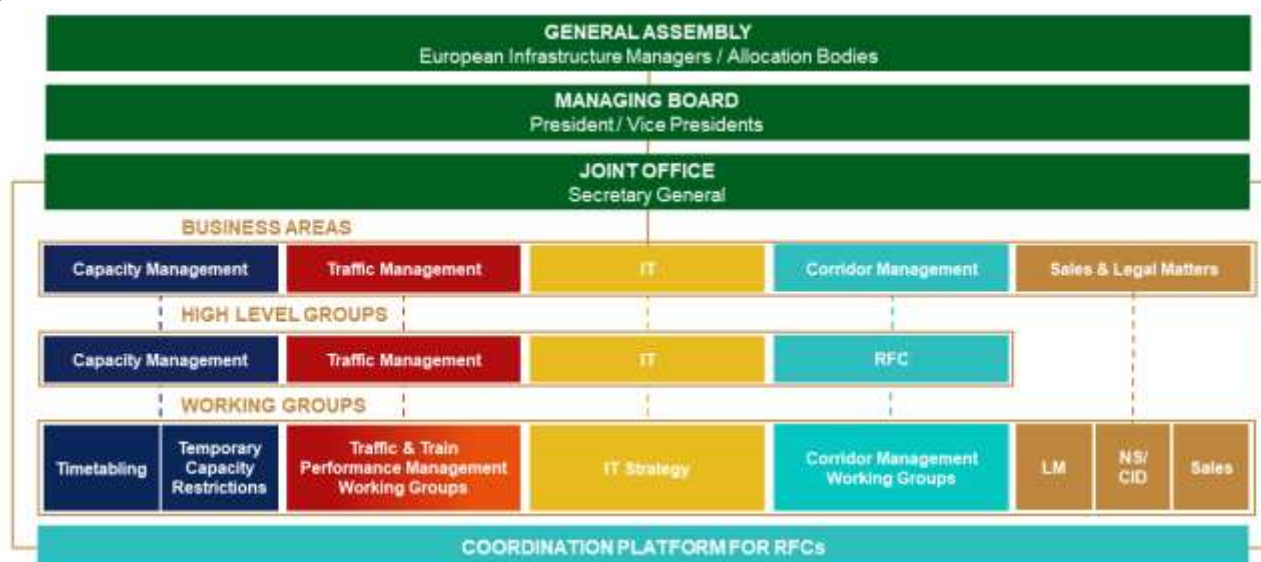 GENERAL ASSEMBLY
European Infrastructure Managers / Allocation Bodies
MANAGING BOARD
President / Vice Presidents
JOINT OFFICE
Secretary General
BUSINESS AREAS
Capacity Management
Traffic Management
IT
Corridor Management
Sales & Legal Matters
HIGH LEVEL GROUPS
Capacity Management
Traffic Management
IT
RFC
WORKING GROUPS
Timetabling
Temporary
Capacity
Restrictions
Traffic & Train
Performance Management
Working Groups
IT Strategy
Corridor Management
Working Groups
LM
NS/
CID
Sales
COORDINATION PLATFORM FOR RFCs